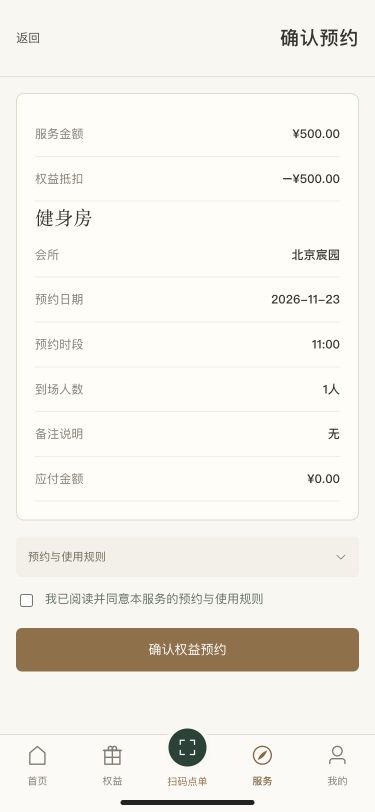 返回 确认预约
服务金额 ¥500.00
权益抵扣 −¥500.00
健身房
会所 北京宸园
预约日期 2026-11-23
预约时段 11:00
到场人数 1人
备注说明 无
应付金额 ¥0.00
预约与使用规则
我已阅读并同意本服务的预约与使用规则
确认权益预约
首页 权益 扫码点单 服务 我的